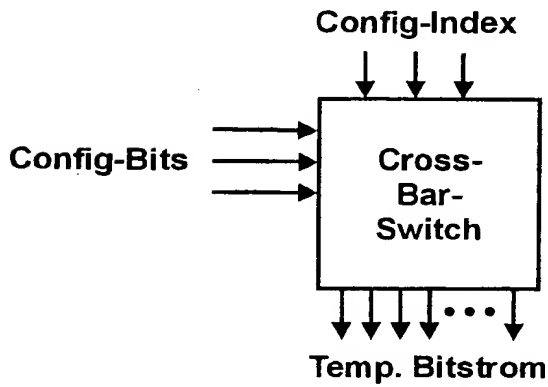 Config-Index
Config-Bits
Cross-
Bar-
Switch
Temp. Bitstrom